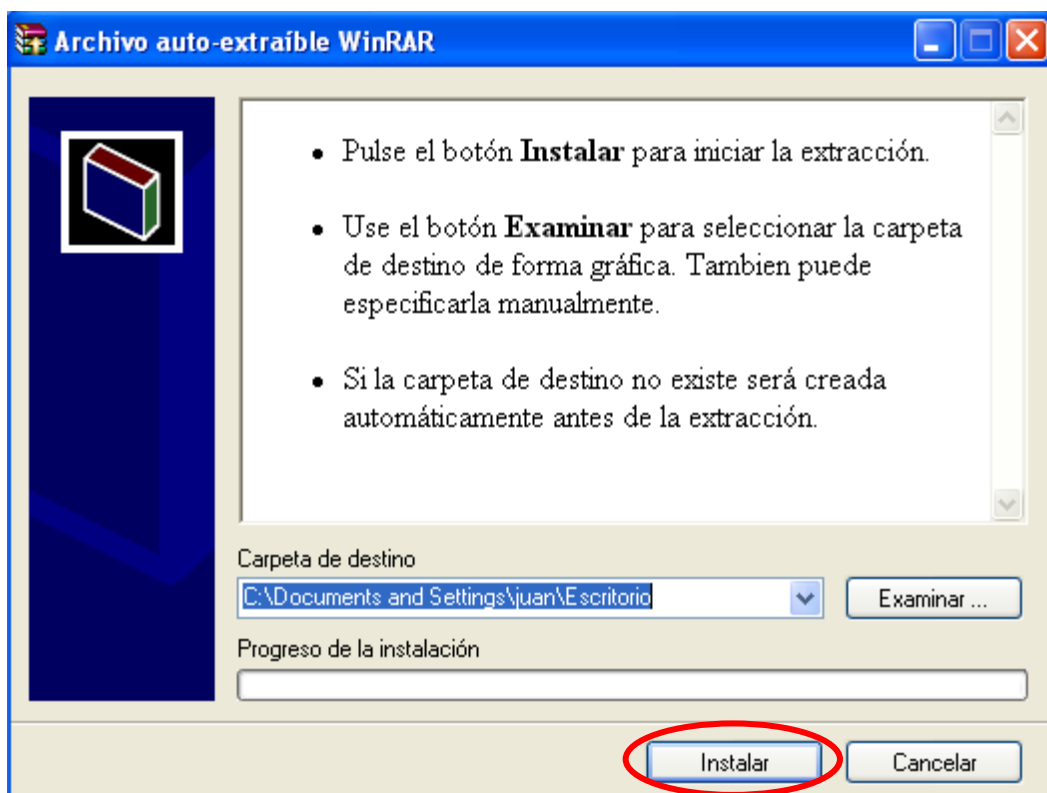 Archivo auto-extraíble WinRAR
Pulse el botón Instalar para iniciar la extracción.
Use el botón Examinar para seleccionar la carpeta
de destino de forma gráfica. Tambien puede
especificarla manualmente.
Si la carpeta de destino no existe será creada
automáticamente antes de la extracción.
Carpeta de destino
C:\Documents and Settings\juan\Escritorio
Examinar ...
Progreso de la instalación
Instalar
Cancelar